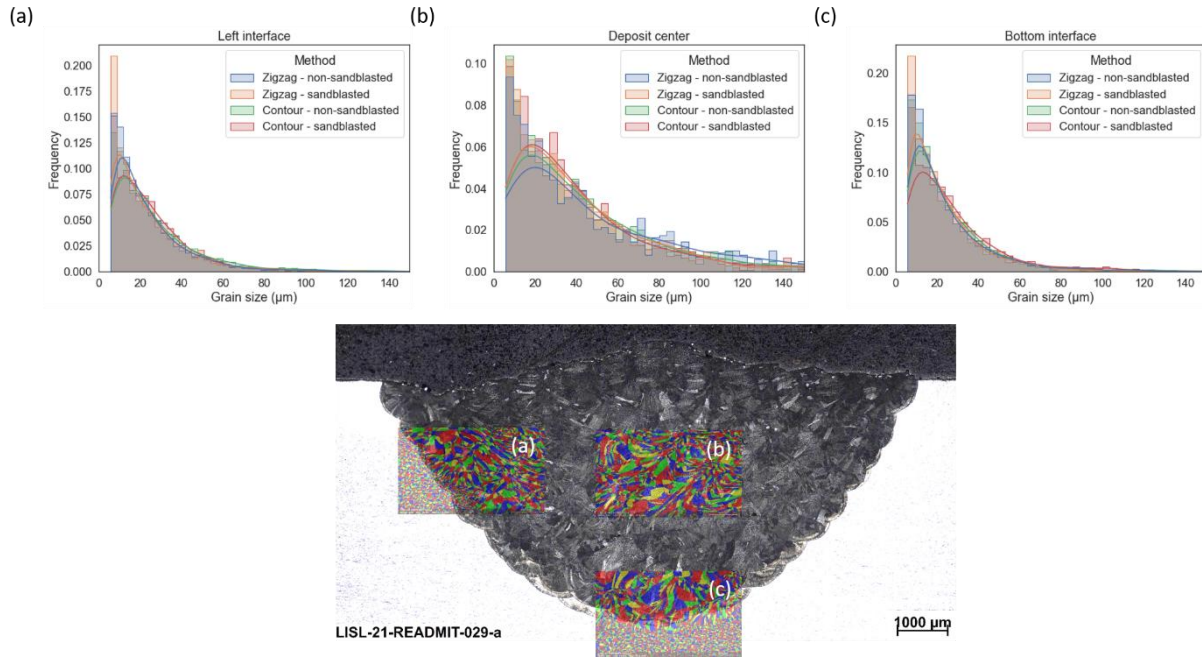 (a)
Left interface
Frequency
0.200
0.175
0.150
0.125
0.100
0.075
0.050
0.025
0.000
Method
Zigzag - non-sandblasted
Zigzag - sandblasted
Contour - non-sandblasted
Contour - sandblasted
0 20 40 60 80 100 120 140
Grain size (µm)
(b)
Deposit center
Frequency
0.10
0.08
0.06
0.04
0.02
0.00
Method
Zigzag - non-sandblasted
Zigzag - sandblasted
Contour - non-sandblasted
Contour - sandblasted
0 20 40 60 80 100 120 140
Grain size (µm)
(c)
Bottom interface
Frequency
0.20
0.15
0.10
0.05
0.00
Method
Zigzag - non-sandblasted
Zigzag - sandblasted
Contour - non-sandblasted
Contour - sandblasted
0 20 40 60 80 100 120 140
Grain size (µm)
(a)
(b)
(c)
LISL-21-READMIT-029-a
1000 µm